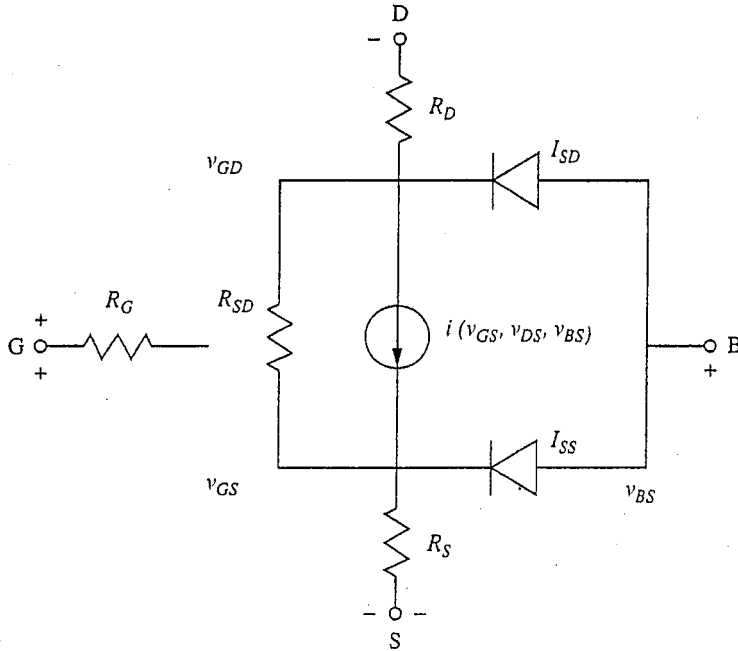 D
-
R_D
I_SD
v_GD
R_G
R_SD
+
G
+
i (v_GS, v_DS, v_BS)
B
+
I_SS
v_GS
v_BS
R_S
- -
S